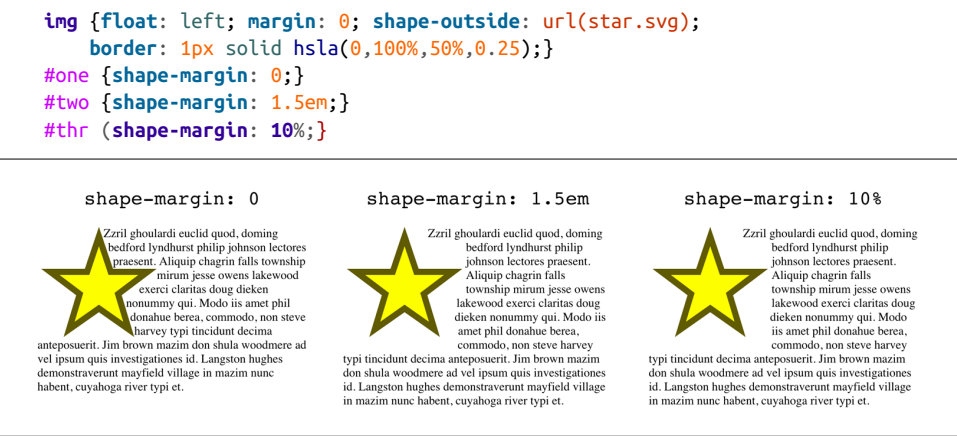 img {float: left; margin: 0; shape-outside: url(star.svg);
border: 1px solid hsla(0,100%,50%,0.25);}
#one {shape-margin: 0;}
#two {shape-margin: 1.5em;}
#thr (shape-margin: 10%;}
shape-margin: 0
Zzril ghoulardi euclid quod, doming
bedford lyndhurst philip johnson lectores
praesent. Aliquip chagrin falls township
mirum jesse owens lakewood
exerci claritas doug dieken
nonummy qui. Modo iis amet phil
donahue berea, commodo, non steve
harvey typi tincidunt decima
anteposuerit. Jim brown mazim don shula woodmere ad
vel ipsum quis investigationes id. Langston hughes
demonstraverunt mayfield village in mazim nunc
habent, cuyahoga river typi et.
shape-margin: 1.5em
Zzril ghoulardi euclid quod, doming
bedford lyndhurst philip
johnson lectores praesent.
Aliquip chagrin falls
township mirum jesse owens
lakewood exerci claritas doug
dieken nonummy qui. Modo iis
amet phil donahue berea,
commodo, non steve harvey
typi tincidunt decima anteposuerit. Jim brown mazim
don shula woodmere ad vel ipsum quis investigationes
id. Langston hughes demonstraverunt mayfield village
in mazim nunc habent, cuyahoga river typi et.
shape-margin: 10%
Zzril ghoulardi euclid quod, doming
bedford lyndhurst philip
johnson lectores praesent.
Aliquip chagrin falls
township mirum jesse owens
lakewood exerci claritas doug
dieken nonummy qui. Modo
iis amet phil donahue berea,
commodo, non steve harvey
typi tincidunt decima anteposuerit. Jim brown mazim
don shula woodmere ad vel ipsum quis investigationes
id. Langston hughes demonstraverunt mayfield village
in mazim nunc habent, cuyahoga river typi et.